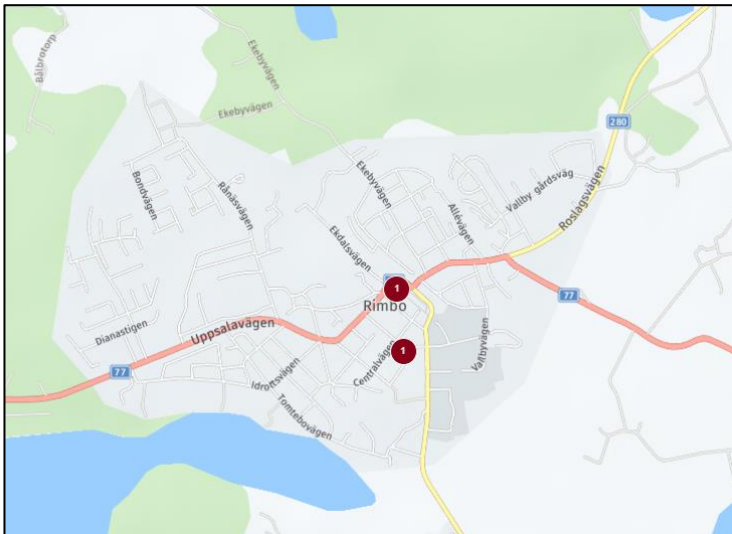 Bålbrotorp
Ekebyvägen
Ekebyvägen
280
Bondvägen
Rånäsvägen
Ekebyvägen
Allévägen
Vallby gårdsväg
Roslagsvägen
Ekdalsvägen
1
77
Rimbo
Uppsalavägen
Dianastigen
1
Centralvägen
Vallbyvägen
77
Idrottsvägen
Tomtebovägen